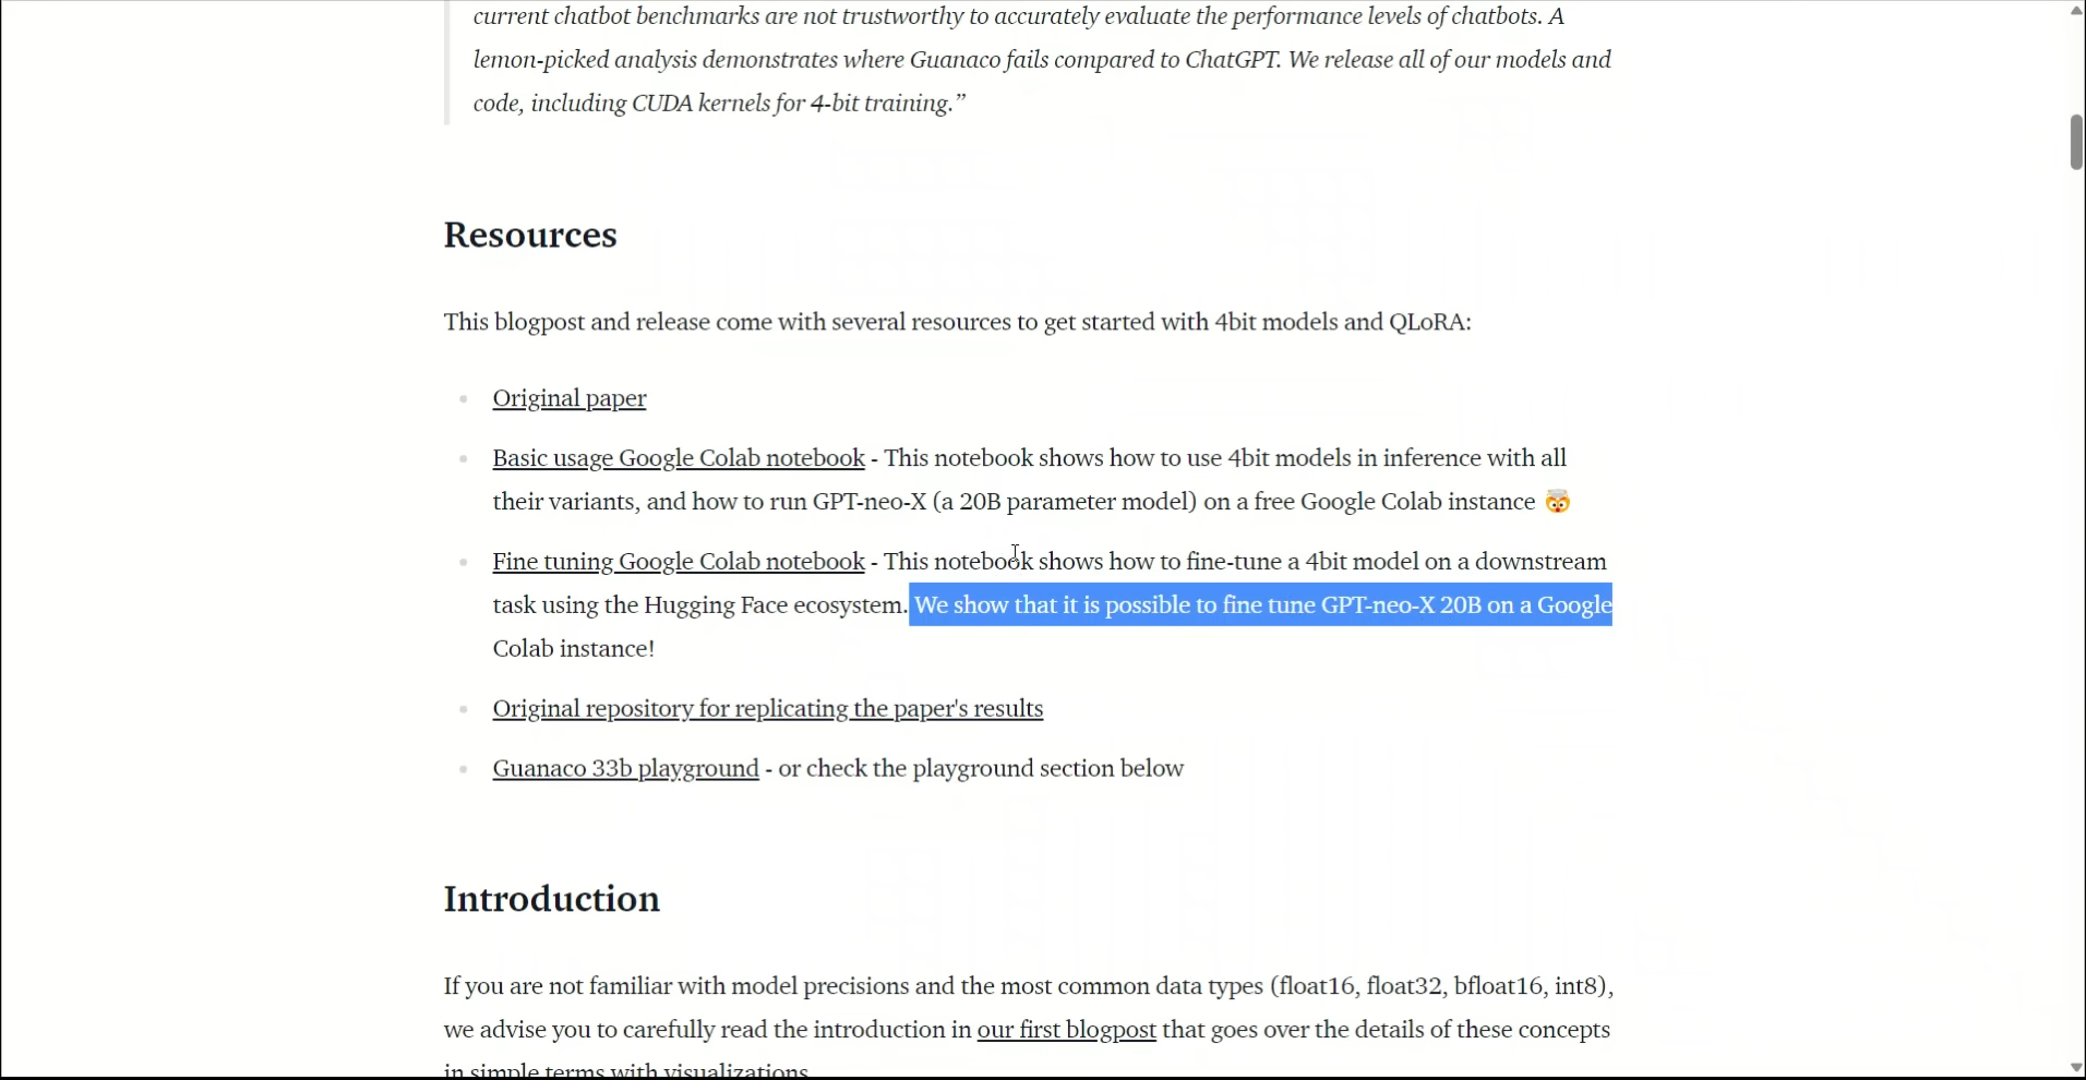 current chatbot benchmarks are not trustworthy to accurately evaluate the performance levels of chatbots. A
lemon-picked analysis demonstrates where Guanaco fails compared to ChatGPT. We release all of our models and
code, including CUDA kernels for 4-bit training.”
Resources
This blogpost and release come with several resources to get started with 4bit models and QLoRA:
Original paper
Basic usage Google Colab notebook - This notebook shows how to use 4bit models in inference with all
their variants, and how to run GPT-neo-X (a 20B parameter model) on a free Google Colab instance 🤯
Fine tuning Google Colab notebook - This notebook shows how to fine-tune a 4bit model on a downstream
task using the Hugging Face ecosystem. We show that it is possible to fine tune GPT-neo-X 20B on a Google
Colab instance!
Original repository for replicating the paper's results
Guanaco 33b playground - or check the playground section below
Introduction
If you are not familiar with model precisions and the most common data types (float16, float32, bfloat16, int8),
we advise you to carefully read the introduction in our first blogpost that goes over the details of these concepts
in simple terms with visualizations.